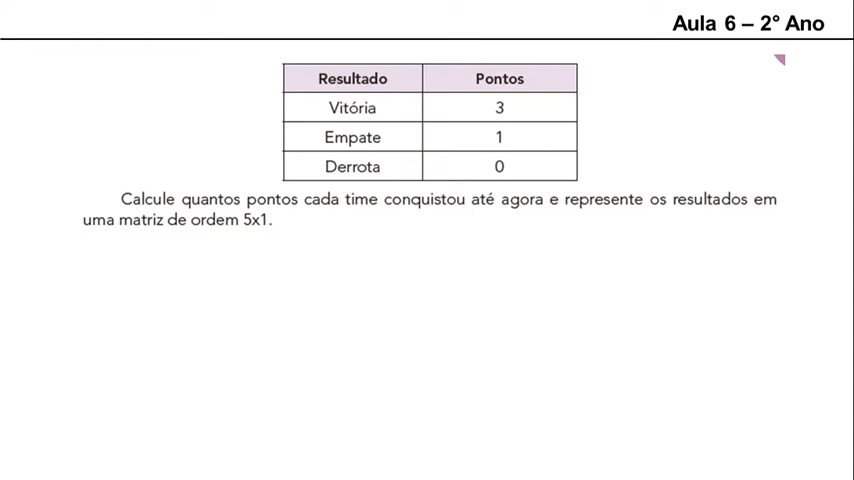 Aula 6 – 2° Ano
Resultado Pontos
Vitória 3
Empate 1
Derrota 0
Calcule quantos pontos cada time conquistou até agora e represente os resultados em
uma matriz de ordem 5x1.